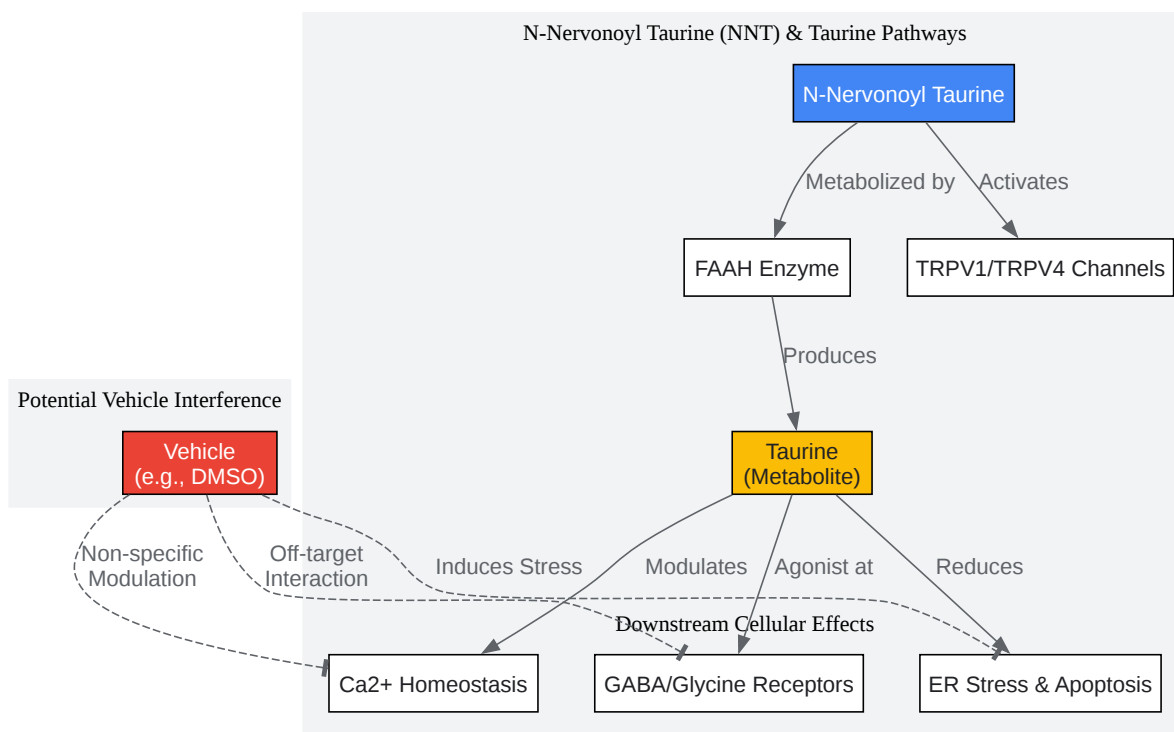 N-Nervonoyl Taurine (NNT) & Taurine Pathways
N-Nervonoyl Taurine
Metabolized by
Activates
FAAH Enzyme
TRPV1/TRPV4 Channels
Produces
Potential Vehicle Interference
Vehicle
(e.g., DMSO)
Taurine
(Metabolite)
Non-specific
Modulation
Off-target
Interaction
Induces Stress
Modulates
Agonist at
Reduces
Downstream Cellular Effects
Ca2+ Homeostasis
GABA/Glycine Receptors
ER Stress & Apoptosis